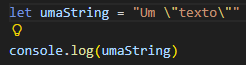 let umaString = "Um \"texto\""
console.log(umaString)